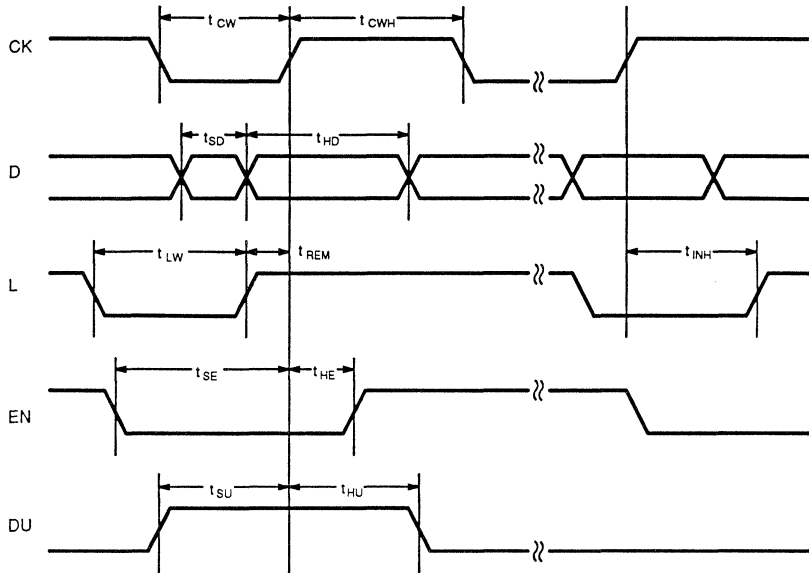 t CW
t CWH
CK
t SD
t HD
D
t LW
t REM
t INH
L
t SE
t HE
EN
t SU
t HU
DU